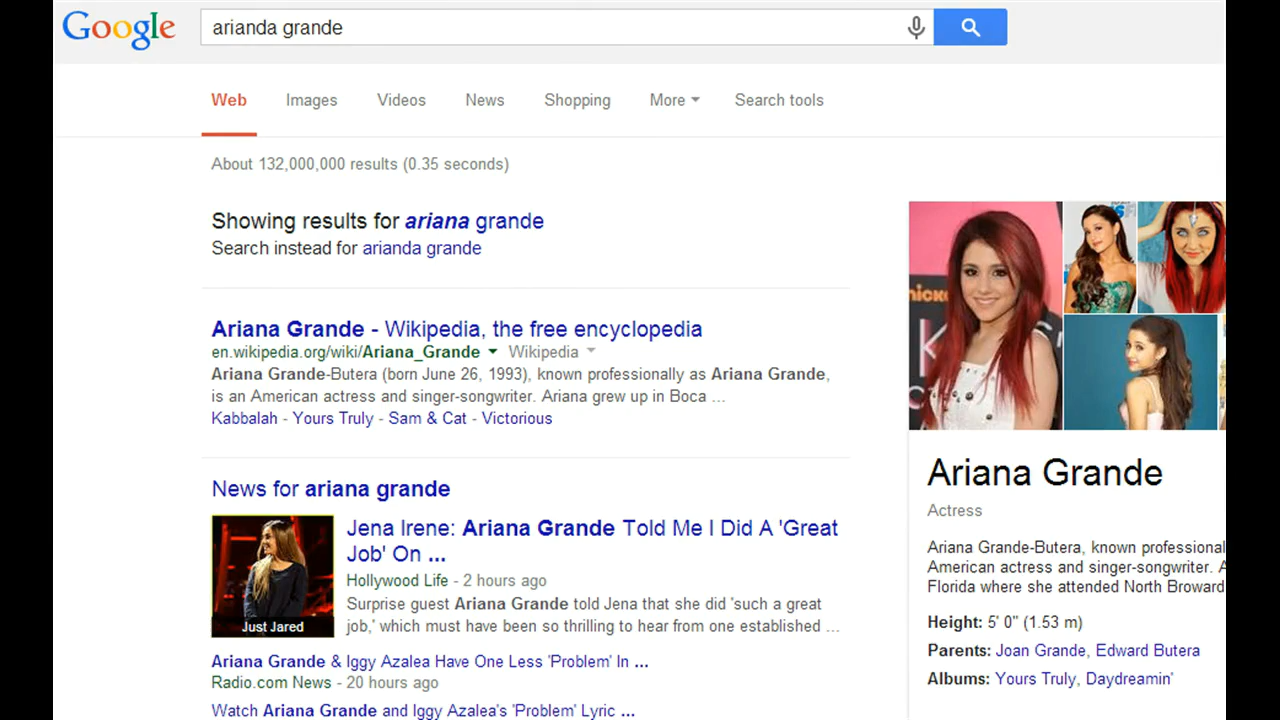 Google
arianda grande
Web Images Videos News Shopping More Search tools
About 132,000,000 results (0.35 seconds)
Showing results for ariana grande
Search instead for arianda grande
Ariana Grande - Wikipedia, the free encyclopedia
en.wikipedia.org/wiki/Ariana_Grande Wikipedia
Ariana Grande-Butera (born June 26, 1993), known professionally as Ariana Grande,
is an American actress and singer-songwriter. Ariana grew up in Boca ...
Kabbalah - Yours Truly - Sam & Cat - Victorious
News for ariana grande
Jena Irene: Ariana Grande Told Me I Did A 'Great
Job' On ...
Hollywood Life - 2 hours ago
Surprise guest Ariana Grande told Jena that she did 'such a great
job,' which must have been so thrilling to hear from one established ...
Just Jared
Ariana Grande & Iggy Azalea Have One Less 'Problem' In ...
Radio.com News - 20 hours ago
Watch Ariana Grande and Iggy Azalea's 'Problem' Lyric ...
Ariana Grande
Actress
Ariana Grande-Butera, known professional
American actress and singer-songwriter.
Florida where she attended North Broward
Height: 5' 0" (1.53 m)
Parents: Joan Grande, Edward Butera
Albums: Yours Truly, Daydreamin'